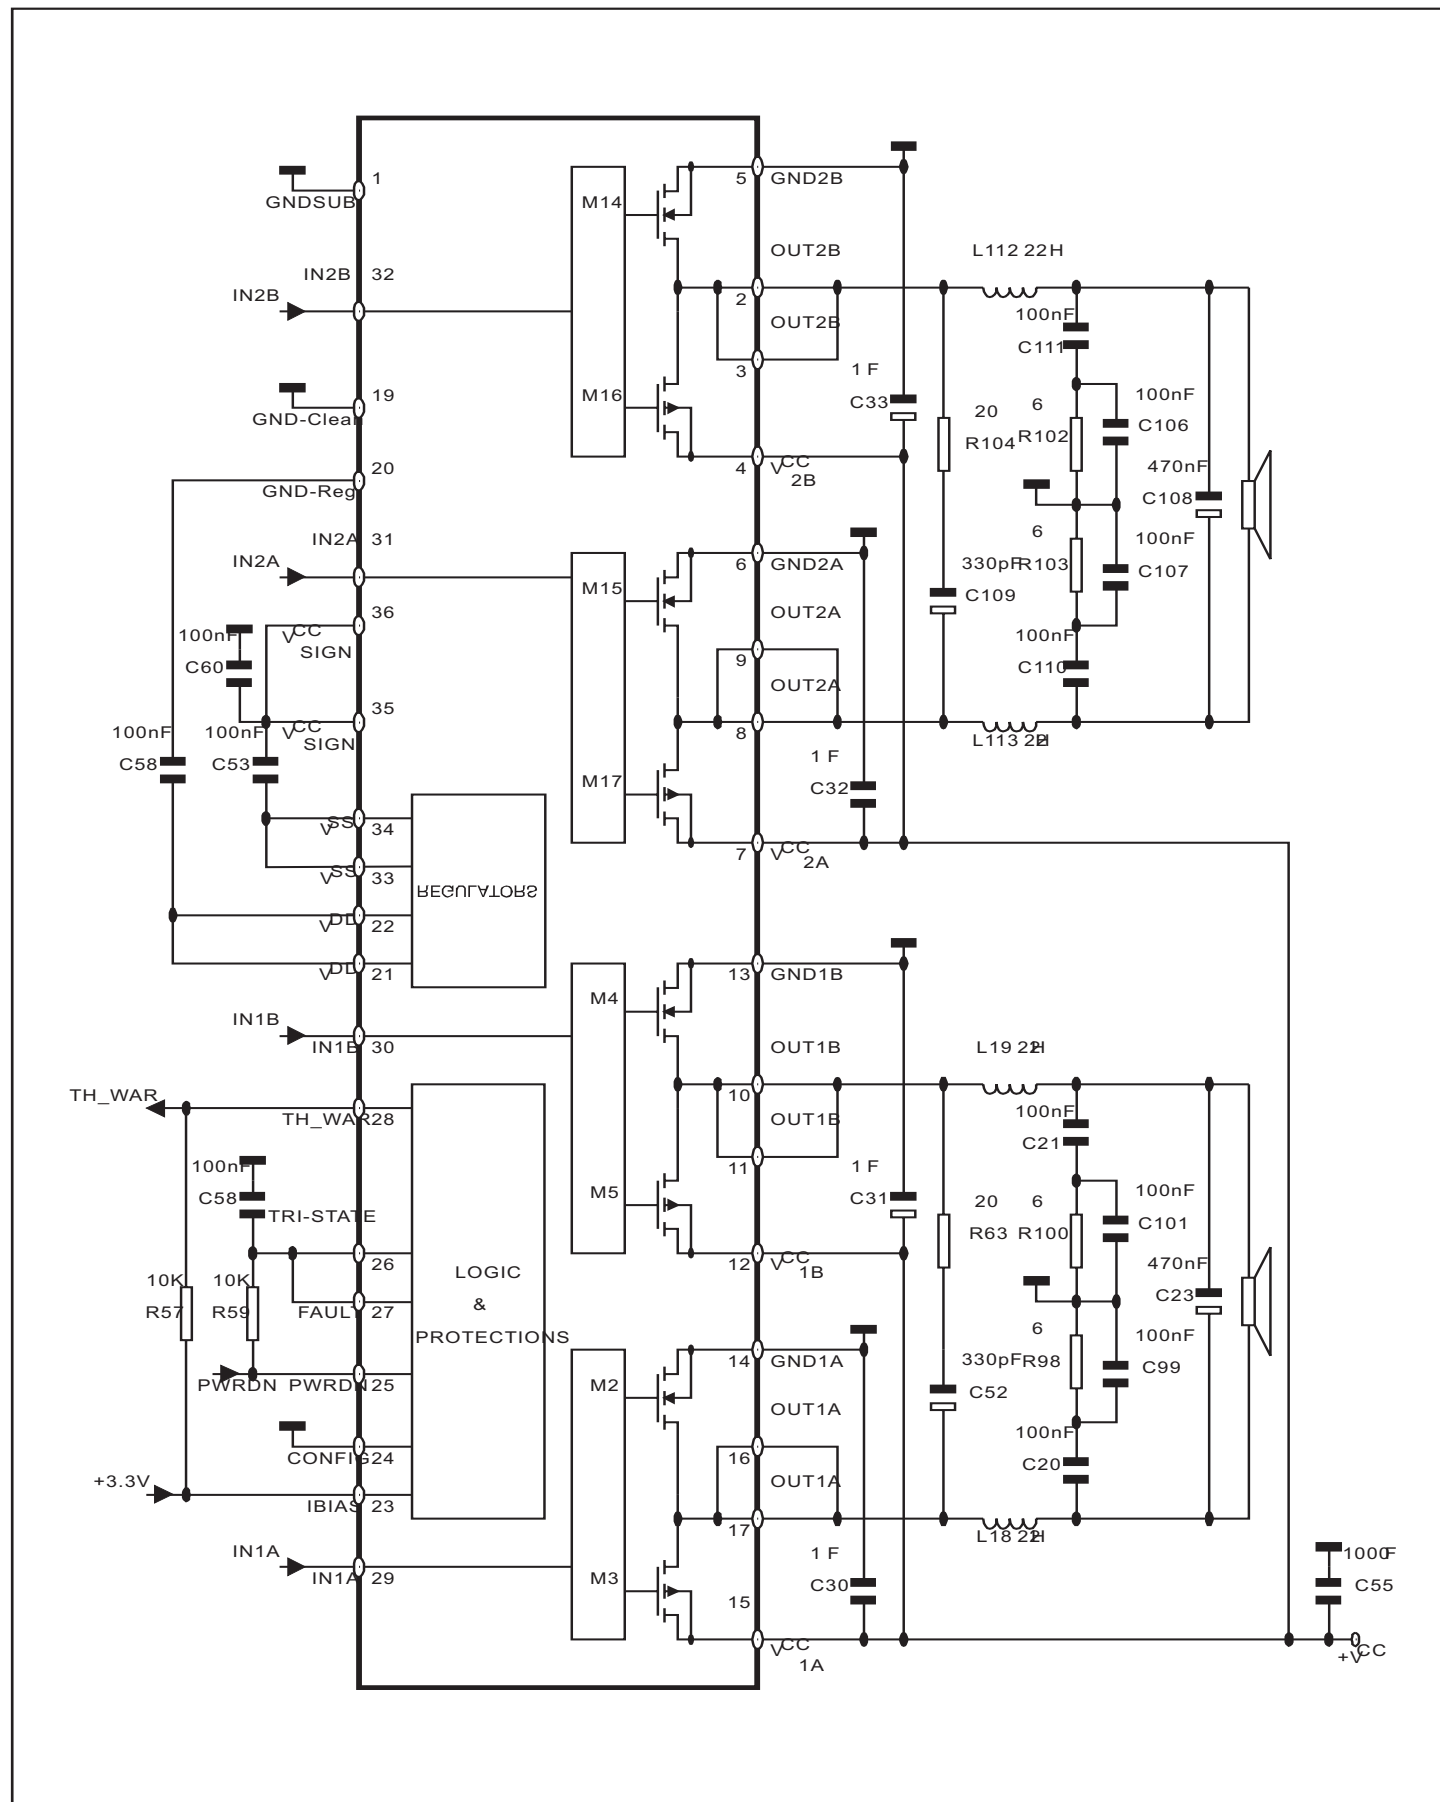 1
GNDSUB
M14
5
GND2B
OUT2B
L112 22H
IN2B
32
IN2B
2
OUT2B
100nF
C111
3
1 F
C33
19
GND-Clean
M16
20
R104
6
R102
100nF
C106
20
GND-Reg
4
VCC
2B
470nF
C108
IN2A
31
IN2A
6
GND2A
6
R103
100nF
C107
M15
330pF
C109
36
OUT2A
100nF
C60
VCC
SIGN
9
OUT2A
100nF
C110
35
VCC
SIGN
8
L113 22H
100nF
C58
100nF
C53
1 F
C32
M17
VSS
34
7
VCC
2A
VSS
33
REGULATORS
VDD
22
VDD
21
13
GND1B
M4
IN1B
IN1B
30
OUT1B
L19 22H
TH_WAR
TH_WAR
28
10
OUT1B
100nF
C21
11
1 F
C31
100nF
C58
M5
TRI-STATE
20
R63
6
R100
100nF
C101
26
12
VCC
1B
470nF
C23
10K
R57
10K
R59
FAULT
27
LOGIC
&
PROTECTIONS
6
R98
100nF
C99
14
GND1A
330pF
C52
PWRDN
PWRDN
25
M2
OUT1A
CONFIG
24
16
OUT1A
100nF
C20
+3.3V
IBIAS
23
17
L18 22H
IN1A
IN1A
29
M3
1 F
C30
15
1000 F
C55
VCC
1A
+VCC